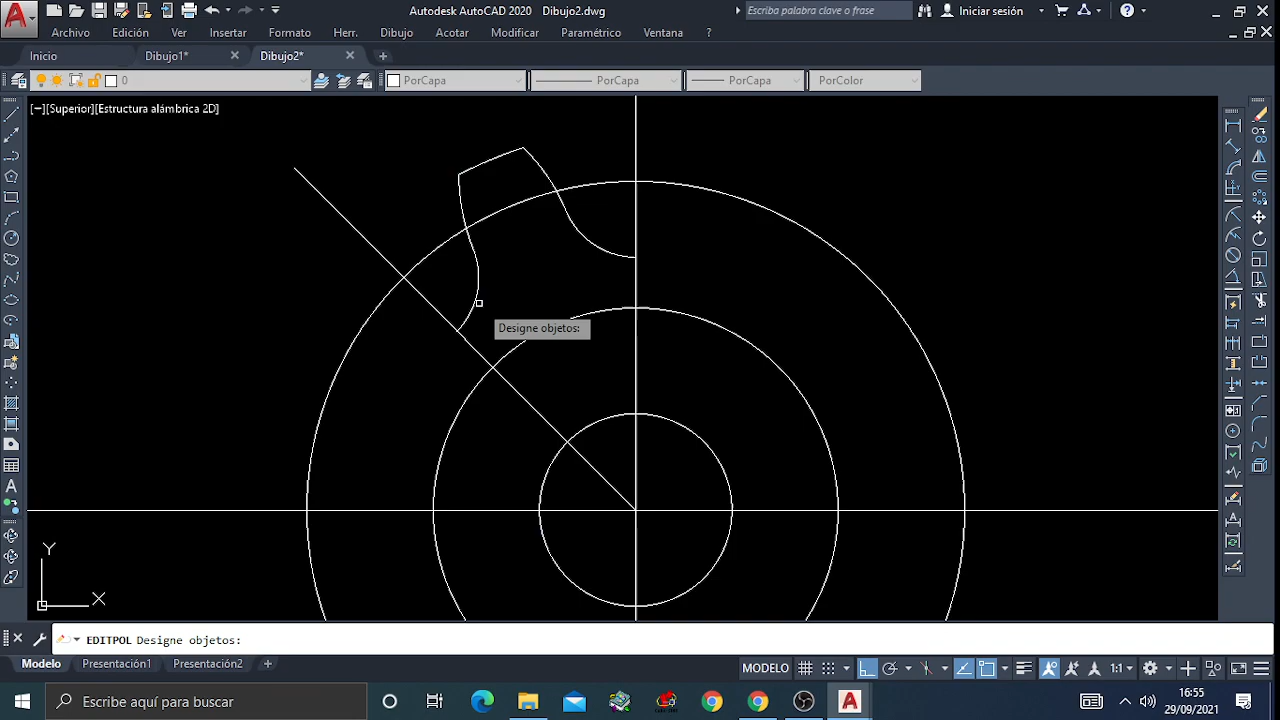 Autodesk AutoCAD 2020 Dibujo2.dwg
Escriba palabra clave o frase
Iniciar sesión
?
Archivo Edición Ver Insertar Formato Herr. Dibujo Acotar Modificar Paramétrico Ventana ?
Inicio Dibujo1* Dibujo2*
0 PorCapa PorCapa PorCapa PorColor
[−][Superior][Estructura alámbrica 2D]
Designe objetos:
Y
X
EDITPOL Designe objetos:
Modelo Presentación1 Presentación2 +
MODELO 1:1
Escribe aquí para buscar
16:55
29/09/2021